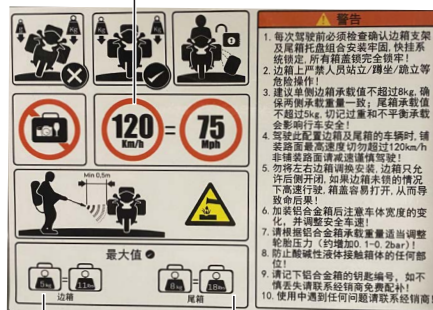 120
Km/h
=
75
Mph
Min 0,5m
最大值
5kg = 11Lbs
8kg = 18Lbs
边箱
尾箱
警告
1. 每次驾驶前必须检查确认边箱支架
及尾箱托盘组合安装牢固,快挂系
统锁定,所有箱盖锁完全锁牢!
2. 边箱上严禁人员站立/蹲坐/跪立等
危险操作!
3. 建议单侧边箱承载值不超过8kg,确
保两侧承载重量一致;尾箱承载值
不超过5kg,切记过重和不平衡承载
会影响行车安全!
4. 驾驶此配置边箱及尾箱的车辆时,铺
装路面最高速度切勿超过120km/h
非铺装路面请减速谨慎驾驶!
5. 勿将左右边箱调换安装,边箱只允
许后侧开闭,如果边箱未锁的情况
下高速行驶,箱盖容易打开,从而导
致命后果!
6. 加装铝合金箱后注意车体宽度的变
化,并调整安全车速!
7. 请根据铝合金箱承载重量适当调整
轮胎压力(约增加0.1-0.2bar)!
8. 防止酸碱性液体接触箱体的任何部
位!
9. 请记下铝合金箱的钥匙编号,如不
慎丢失请联系经销商免费配补!
10. 使用中遇到任何问题请联系经销商!